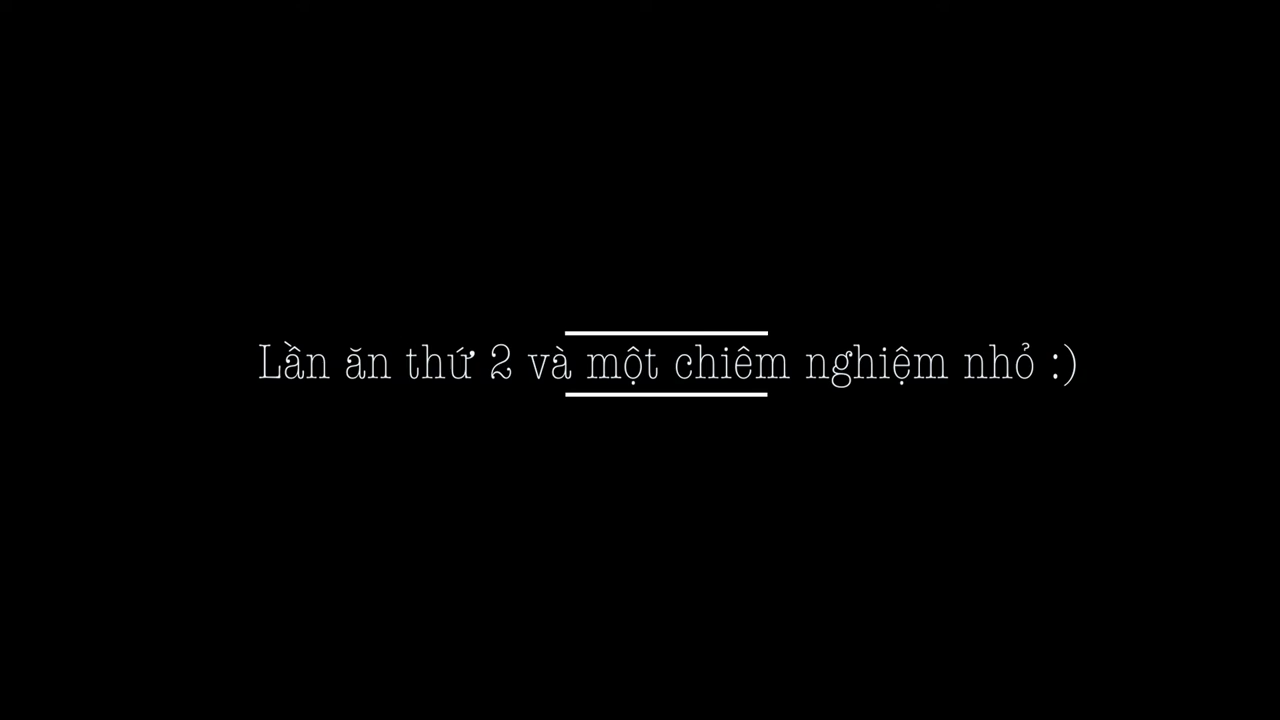 Lần ăn thứ 2 và một chiêm nghiệm nhỏ :)